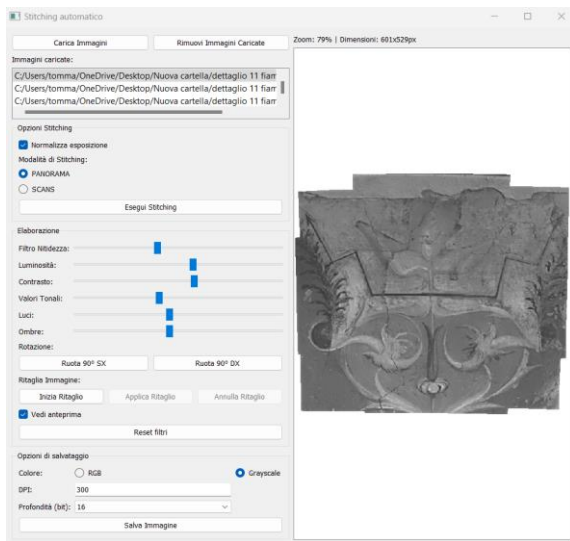 Stitching automatico
Carica Immagini
Rimuovi Immagini Caricate
Zoom: 79% | Dimensioni: 601x529px
Immagini caricate:
C:/Users/tomma/OneDrive/Desktop/Nuova cartella/dettaglio 11 fiam
C:/Users/tomma/OneDrive/Desktop/Nuova cartella/dettaglio 11 fiam
C:/Users/tomma/OneDrive/Desktop/Nuova cartella/dettaglio 11 fiam
Opzioni Stitching
Normalizza esposizione
Modalità di Stitching:
PANORAMA
SCANS
Esegui Stitching
Elaborazione
Filtro Nitidezza:
Luminosità:
Contrasto:
Valori Tonali:
Luci:
Ombre:
Rotazione:
Ruota 90° SX
Ruota 90° DX
Ritaglia Immagine:
Inizia Ritaglio
Applica Ritaglio
Annulla Ritaglio
Vedi anteprima
Reset filtri
Opzioni di salvataggio
Colore:
RGB
Grayscale
DPI:
300
Profondità (bit):
16
Salva Immagine